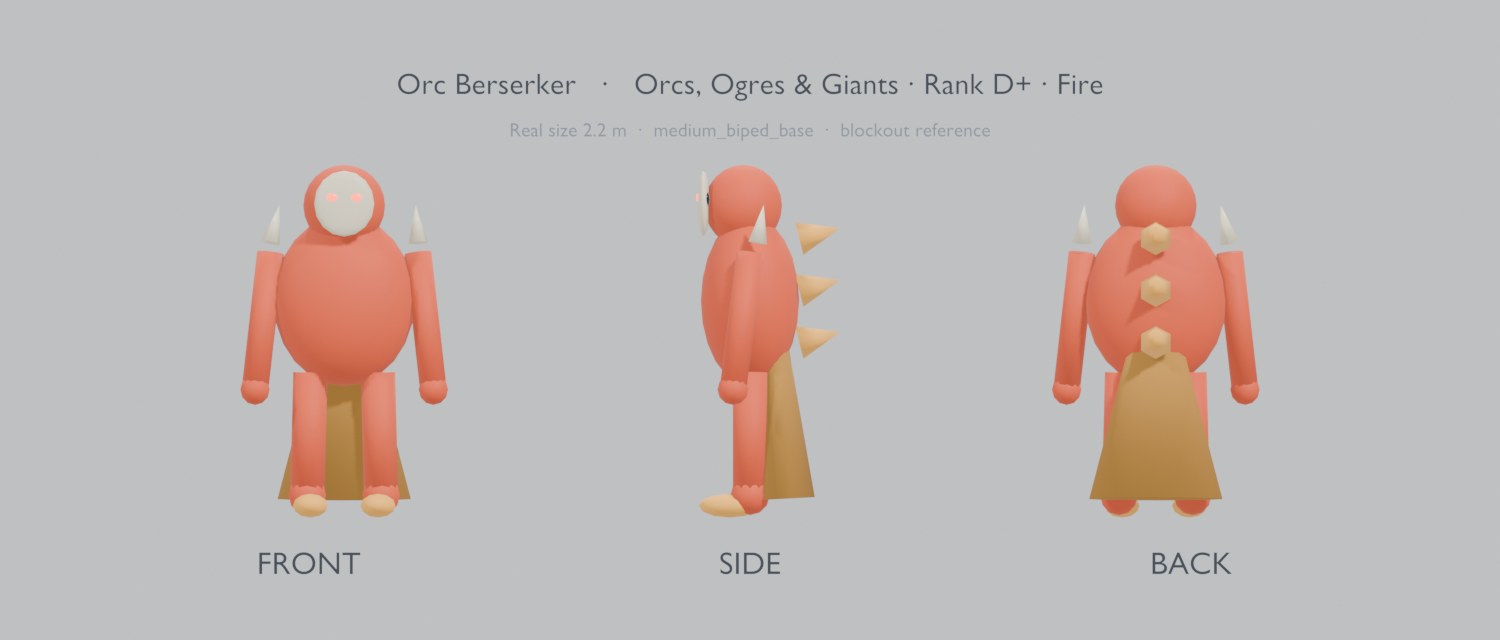 Orc Berserker · Orcs, Ogres & Giants · Rank D+ · Fire
Real size 2.2 m · medium_biped_base · blockout reference
FRONT
SIDE
BACK